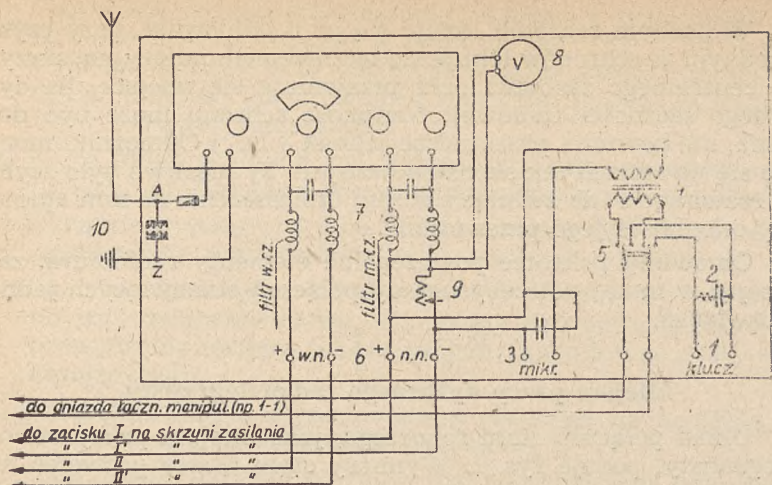 V 8
A
10
Z
filtr w.cz.
7
filtr m.cz.
9
4
5
2
+ w.n. -
6
+ n.n. -
3
mikr.
1
klucz
do gniazda łączn. manipul. (np. 1-1)
do zacisku I na skrzyni zasilania
" I' " "
" II " "
" II' " "